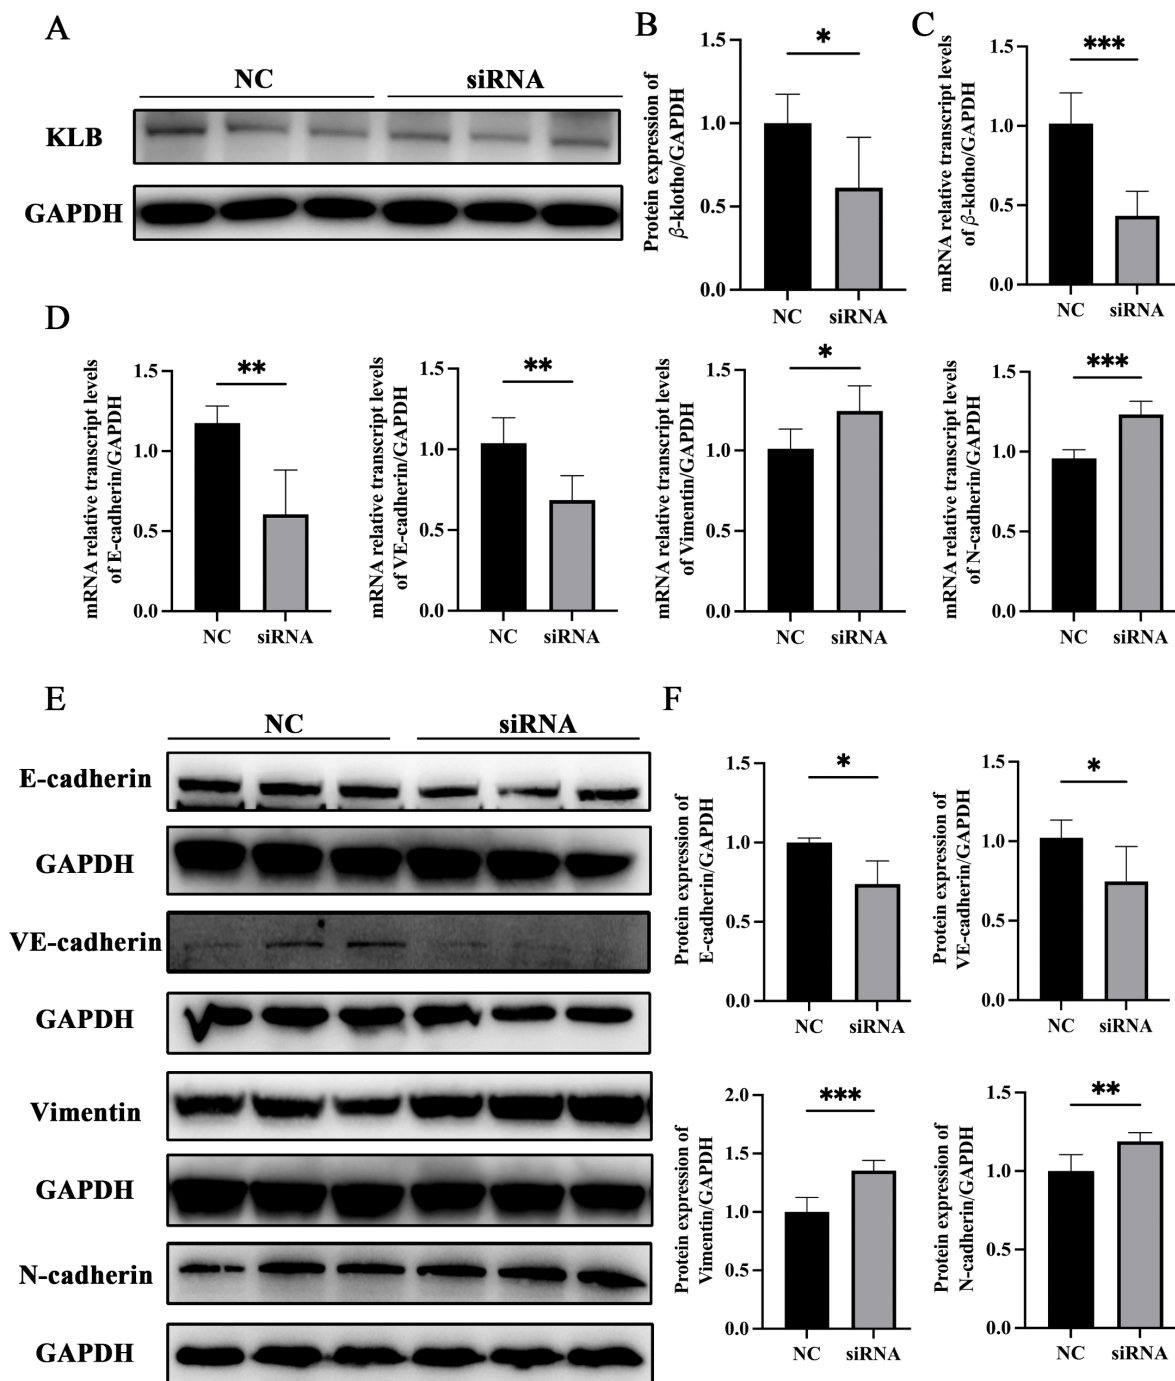 A
NC
siRNA
KLB
GAPDH
B
Protein expression of
β-klotho/GAPDH
1.5
1.0
0.5
0.0
*
NC
siRNA
C
mRNA relative transcript levels
of β-klotho/GAPDH
1.5
1.0
0.5
0.0
***
NC
siRNA
D
mRNA relative transcript levels
of E-cadherin/GAPDH
1.5
1.0
0.5
0.0
**
NC
siRNA
mRNA relative transcript levels
of VE-cadherin/GAPDH
1.5
1.0
0.5
0.0
**
NC
siRNA
mRNA relative transcript levels
of Vimentin/GAPDH
1.5
1.0
0.5
0.0
*
NC
siRNA
mRNA relative transcript levels
of N-cadherin/GAPDH
1.5
1.0
0.5
0.0
***
NC
siRNA
E
NC
siRNA
E-cadherin
GAPDH
VE-cadherin
GAPDH
Vimentin
GAPDH
N-cadherin
GAPDH
F
Protein expression of
E-cadherin/GAPDH
1.5
1.0
0.5
0.0
*
NC
siRNA
Protein expression of
VE-cadherin/GAPDH
1.5
1.0
0.5
0.0
*
NC
siRNA
Protein expression of
Vimentin/GAPDH
2.0
1.5
1.0
0.5
0.0
***
NC
siRNA
Protein expression of
N-cadherin/GAPDH
1.5
1.0
0.5
0.0
**
NC
siRNA